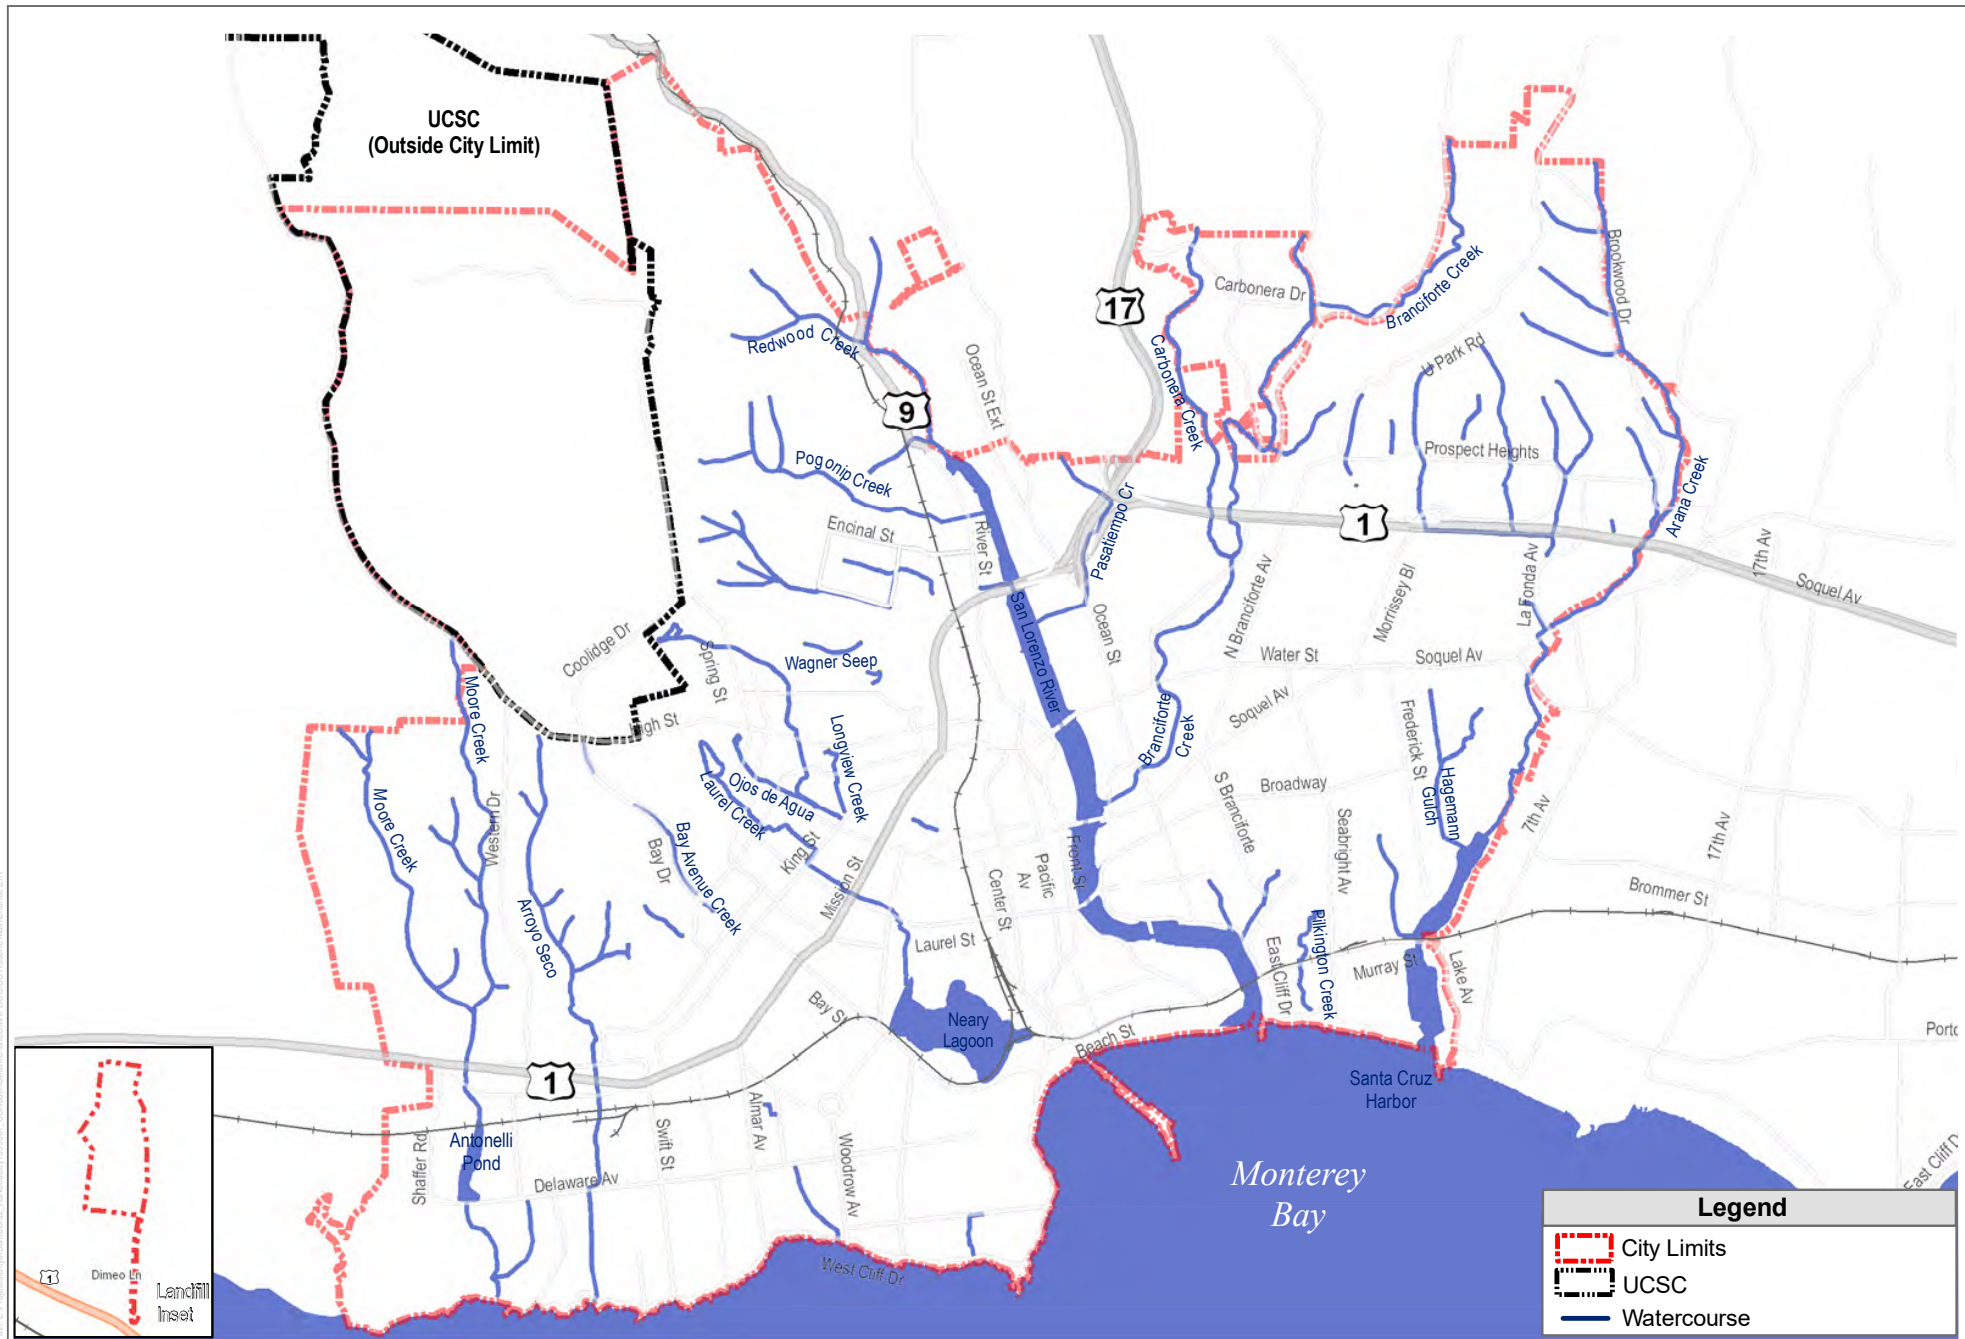 UCSC
(Outside City Limit)
17
Carbonera Dr
Branciforte Creek
Brookwood Dr
Redwood Creek
Ocean St Ext
Carbonera Creek
U Park Rd
9
Pogonip Creek
Prospect Heights
Arana Creek
Encinal St
River St
Pasatiempo Cr
1
17th Av
Soquel Av
Coolidge Dr
Spring St
Wagner Seep
San Lorenzo River
Ocean St
N Branciforte Av
Morrissey Bl
La Fonda Av
Water St
Soquel Av
Moore Creek
High St
Longview Creek
Soquel Av
Branciforte
Creek
Frederick St
Hagemann
Gulch
Moore Creek
Western Dr
Ojos de Agua
Laurel Creek
King St
Mission St
Bay Dr
Bay Avenue Creek
Arroyo Seco
S Branciforte
Broadway
Seabright Av
7th Av
17th Av
Brommer St
Front St
Pacific
Av
Center St
Laurel St
East Cliff Dr
Pilkington Creek
Murray St
Lake Av
Bay St
Neary
Lagoon
Beach St
Portc
1
Santa Cruz
Harbor
Antonelli
Pond
Shaffer Rd
Swift St
Almar Av
Woodrow Av
Delaware Av
West Cliff Dr
Monterey
Bay
East Cliff D
1
Dimeo Ln
Landfill
Inset
Legend
City Limits
UCSC
Watercourse